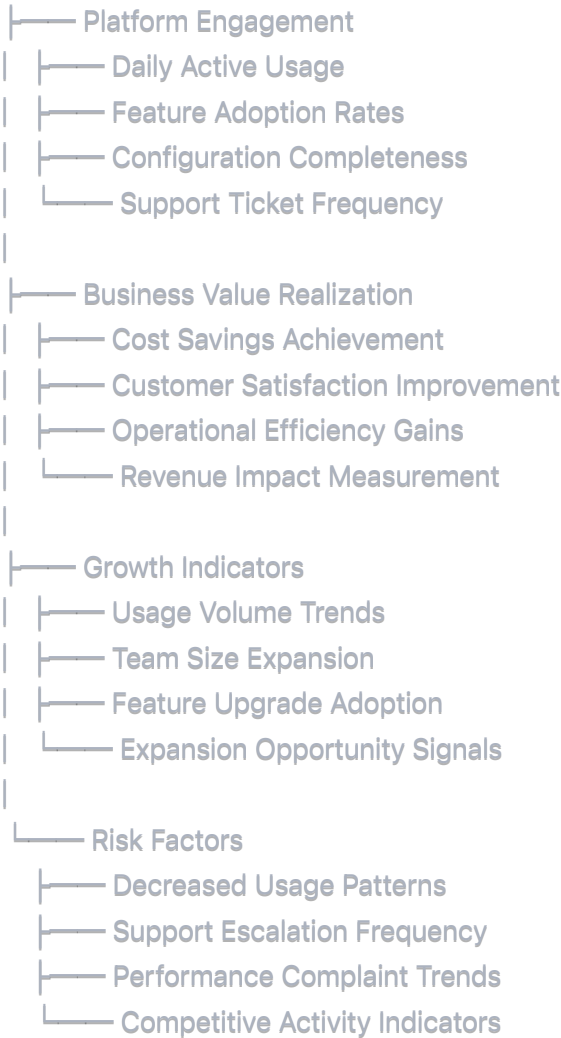 ├── Platform Engagement
│   ├── Daily Active Usage
│   ├── Feature Adoption Rates
│   ├── Configuration Completeness
│   └── Support Ticket Frequency
│
├── Business Value Realization
│   ├── Cost Savings Achievement
│   ├── Customer Satisfaction Improvement
│   ├── Operational Efficiency Gains
│   └── Revenue Impact Measurement
│
├── Growth Indicators
│   ├── Usage Volume Trends
│   ├── Team Size Expansion
│   ├── Feature Upgrade Adoption
│   └── Expansion Opportunity Signals
│
└── Risk Factors
    ├── Decreased Usage Patterns
    ├── Support Escalation Frequency
    ├── Performance Complaint Trends
    └── Competitive Activity Indicators